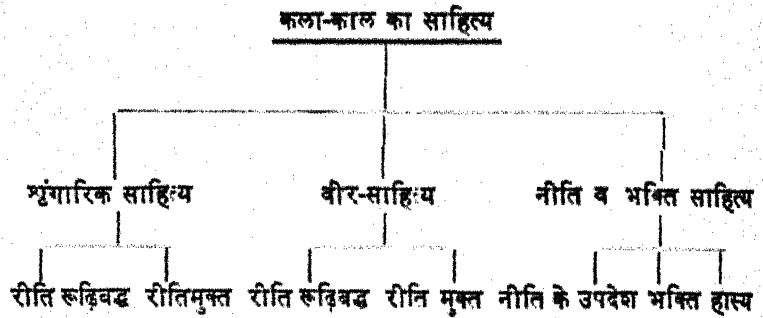 कला-काल का साहित्य
शृंगारिक साहित्य वीर-साहित्य नीति व भक्ति साहित्य
रीति रूढ़िबद्ध रीतिमुक्त रीति रूढ़िबद्ध रीति मुक्त नीति के उपदेश भक्ति हास्य